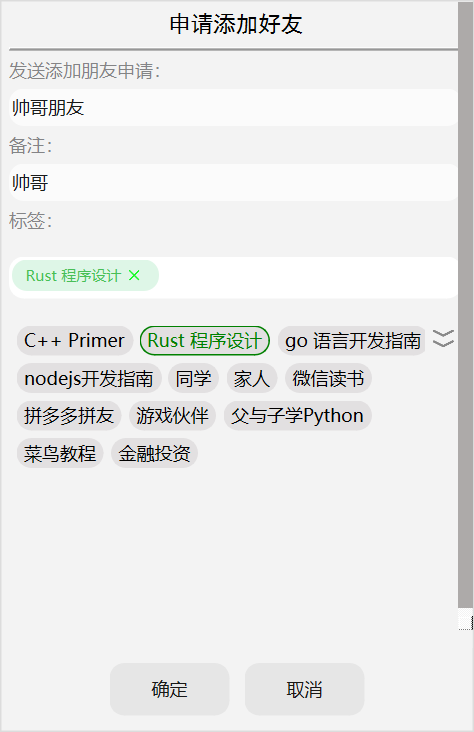 申请添加好友
发送添加朋友申请：
帅哥朋友
备注：
帅哥
标签：
Rust 程序设计
C++ Primer Rust 程序设计 go 语言开发指南
nodejs开发指南 同学 家人 微信读书
拼多多拼友 游戏伙伴 父与子学Python
菜鸟教程 金融投资
确定 取消